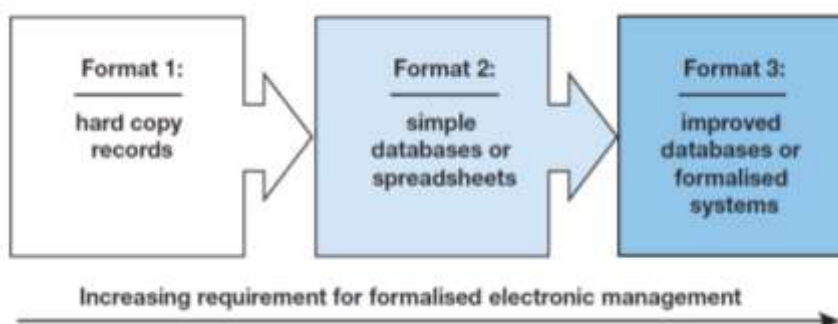 Format 1:
hard copy
records
Format 2:
simple
databases or
spreadsheets
Format 3:
improved
databases or
formalised
systems
Increasing requirement for formalised electronic management